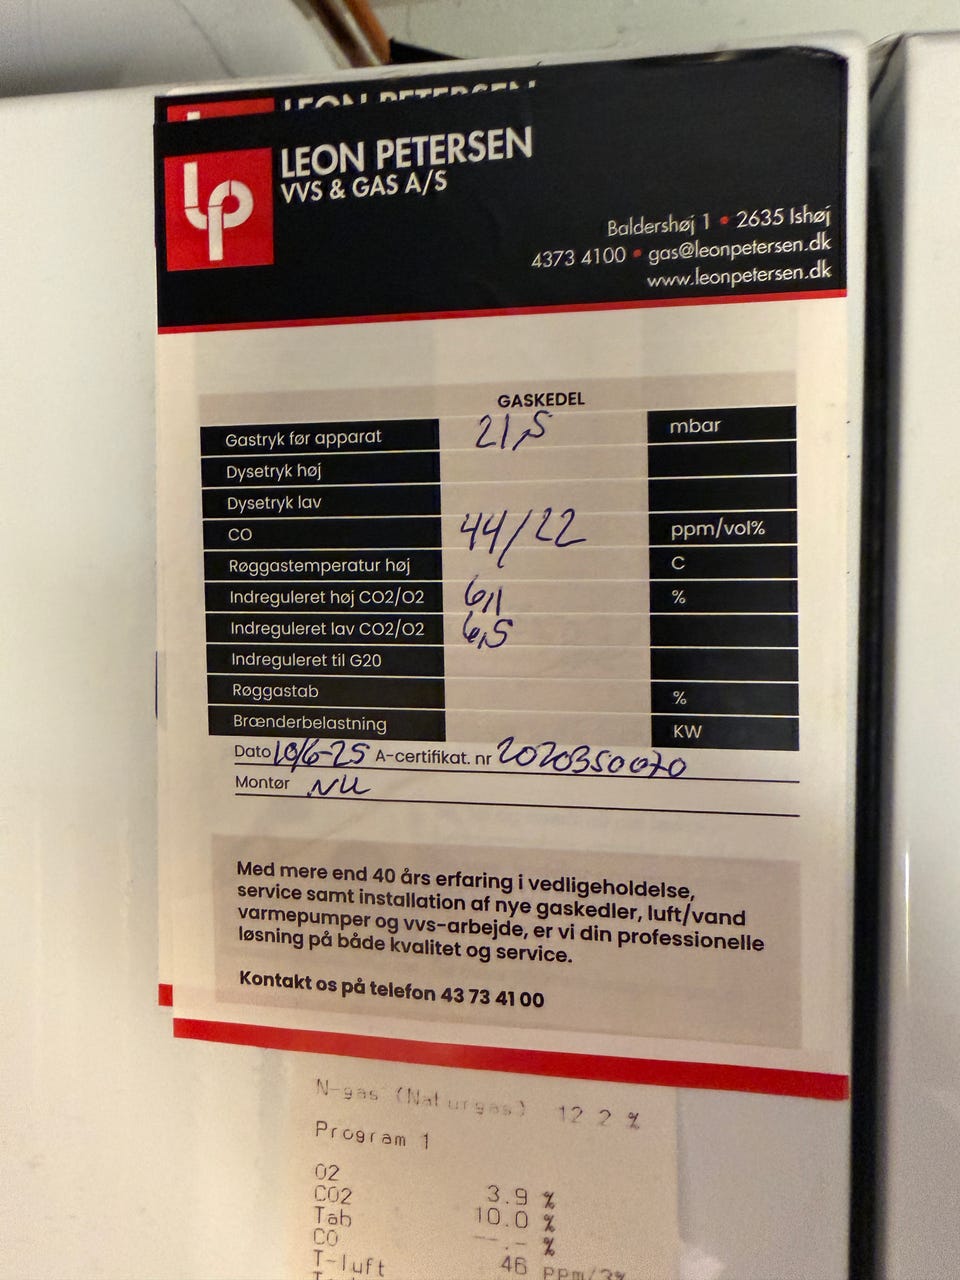 LEON PETERSEN
lp
LEON PETERSEN
VVS & GAS A/S
Baldershøj 1 • 2635 Ishøj
4373 4100 • gas@leonpetersen.dk
www.leonpetersen.dk
GASKEDEL
Gastryk før apparat 21,5 mbar
Dysetryk høj
Dysetryk lav
CO 44/22 ppm/vol%
Røggastemperatur høj C
Indreguleret høj CO2/O2 6,1 %
Indreguleret lav CO2/O2 6,5
Indreguleret til G20
Røggastab %
Brænderbelastning KW
Dato 10/6-25 A-certifikat. nr 2020350070
Montør NU
Med mere end 40 års erfaring i vedligeholdelse,
service samt installation af nye gaskedler, luft/vand
varmepumper og vvs-arbejde, er vi din professionelle
løsning på både kvalitet og service.
Kontakt os på telefon 43 73 41 00
N-gas (Naturgas) 12 2 %
Program 1
O2 3.9 %
CO2 10.0 %
Tab --.- %
CO 46 ppm/3%
T-luft